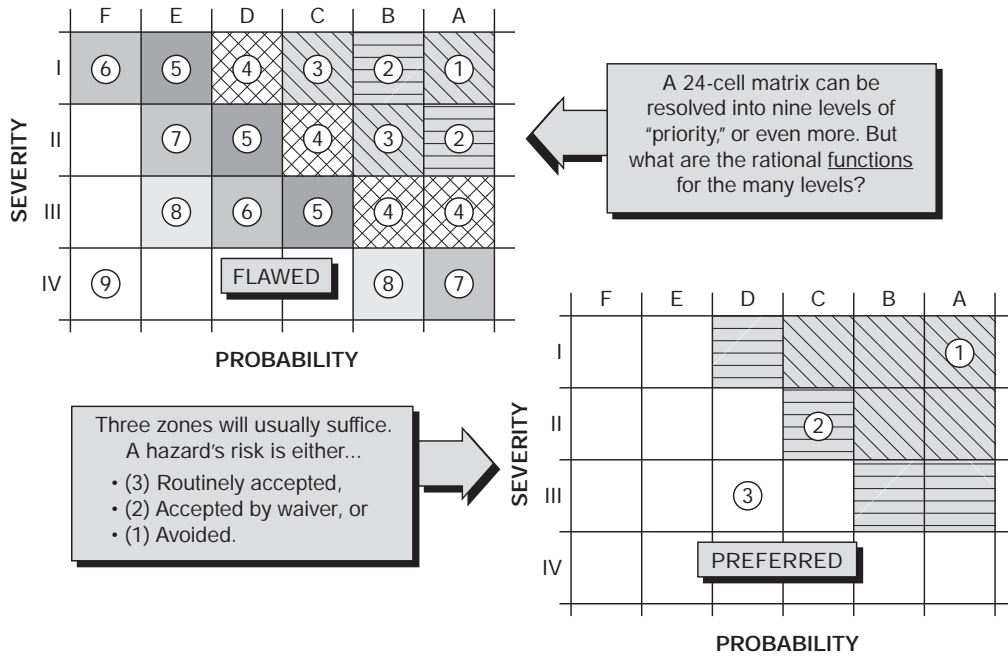 F E D C B A
I 6 5 4 3 2 1
II 7 5 4 3 2
III 8 6 5 4 4
IV 9 FLAWED 8 7
SEVERITY
PROBABILITY
A 24-cell matrix can be
resolved into nine levels of
“priority,” or even more. But
what are the rational functions
for the many levels?
Three zones will usually suffice.
A hazard's risk is either...
• (3) Routinely accepted,
• (2) Accepted by waiver, or
• (1) Avoided.
F E D C B A
I 1
II 2
III 3
IV PREFERRED
SEVERITY
PROBABILITY